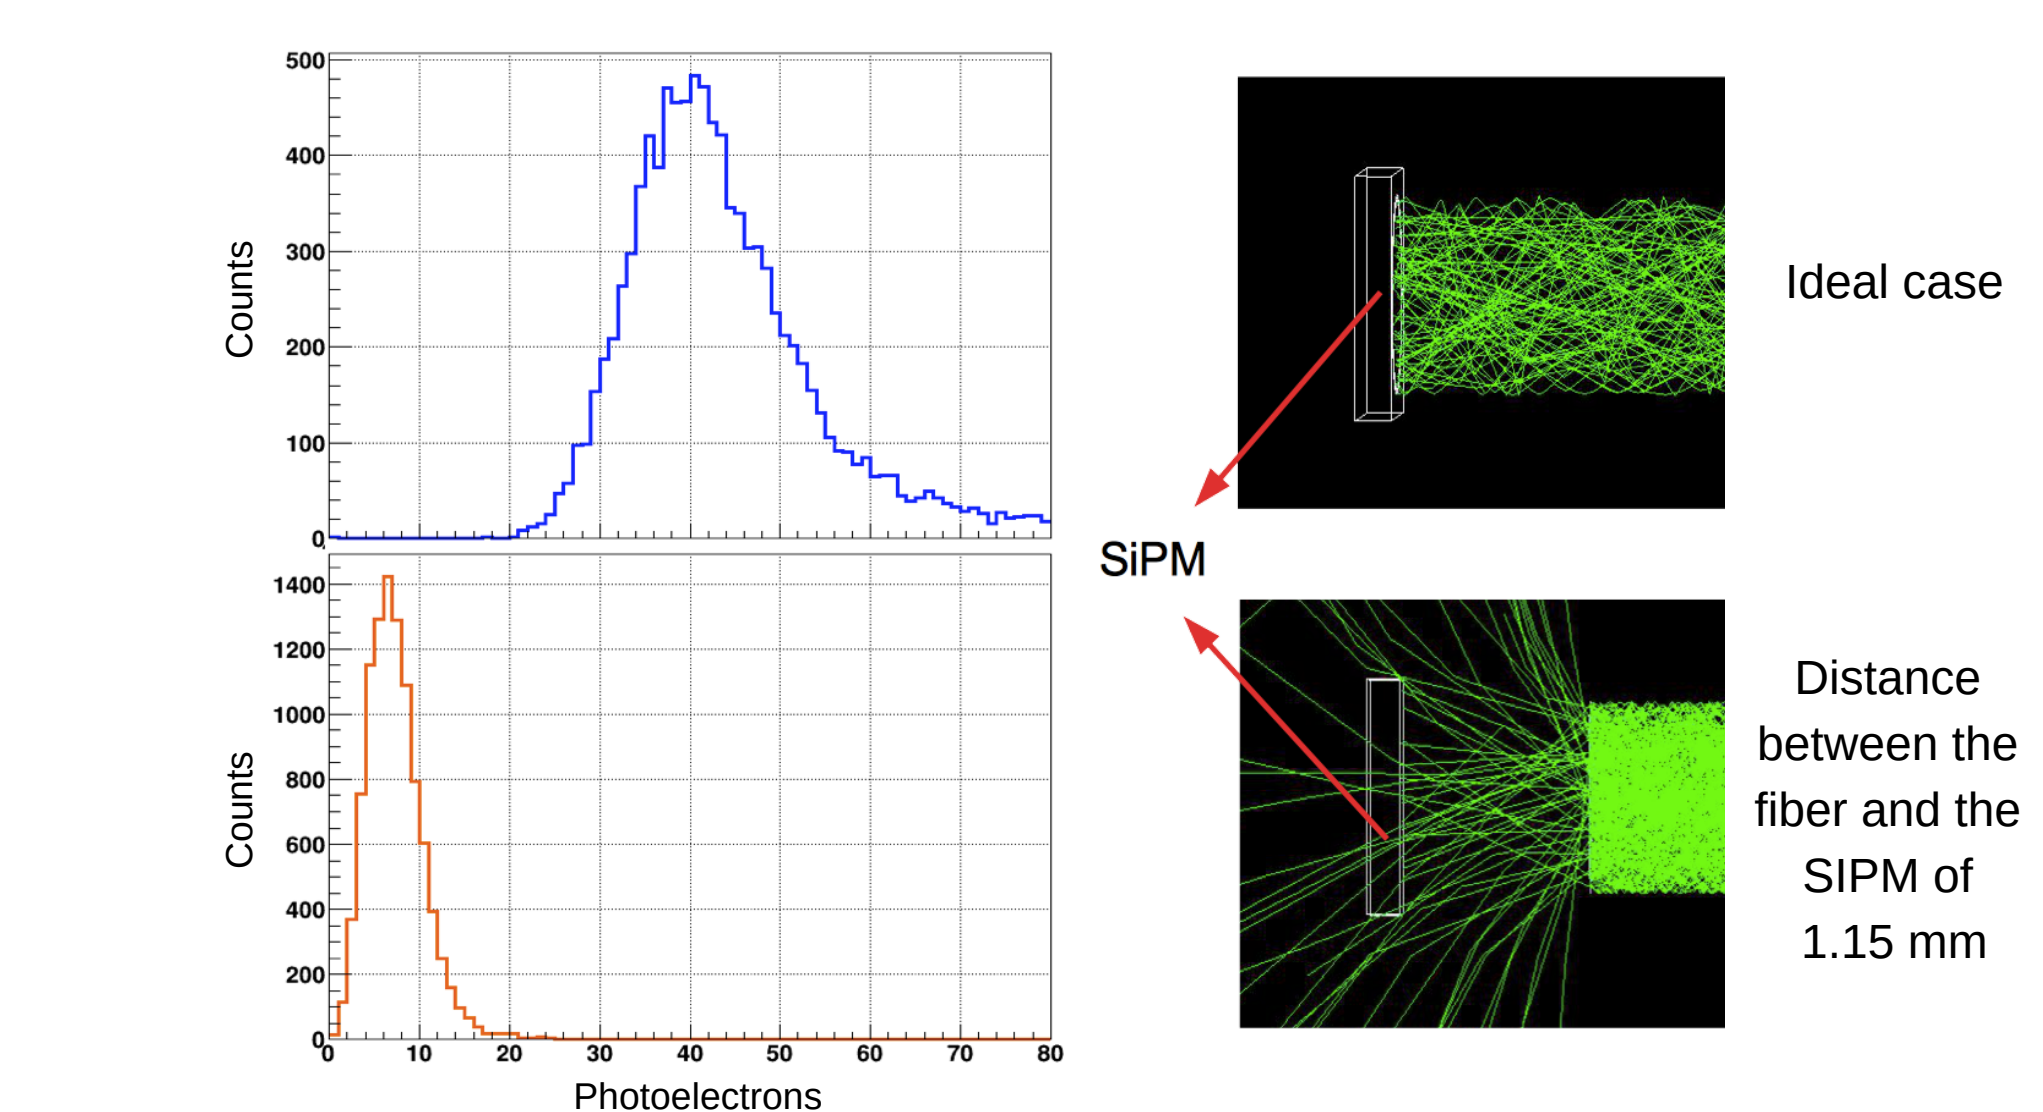 500
400
300
200
100
0
Counts
1400
1200
1000
800
600
400
200
0
Counts
0 10 20 30 40 50 60 70 80
Photoelectrons
SiPM
Ideal case
Distance
between the
fiber and the
SIPM of
1.15 mm